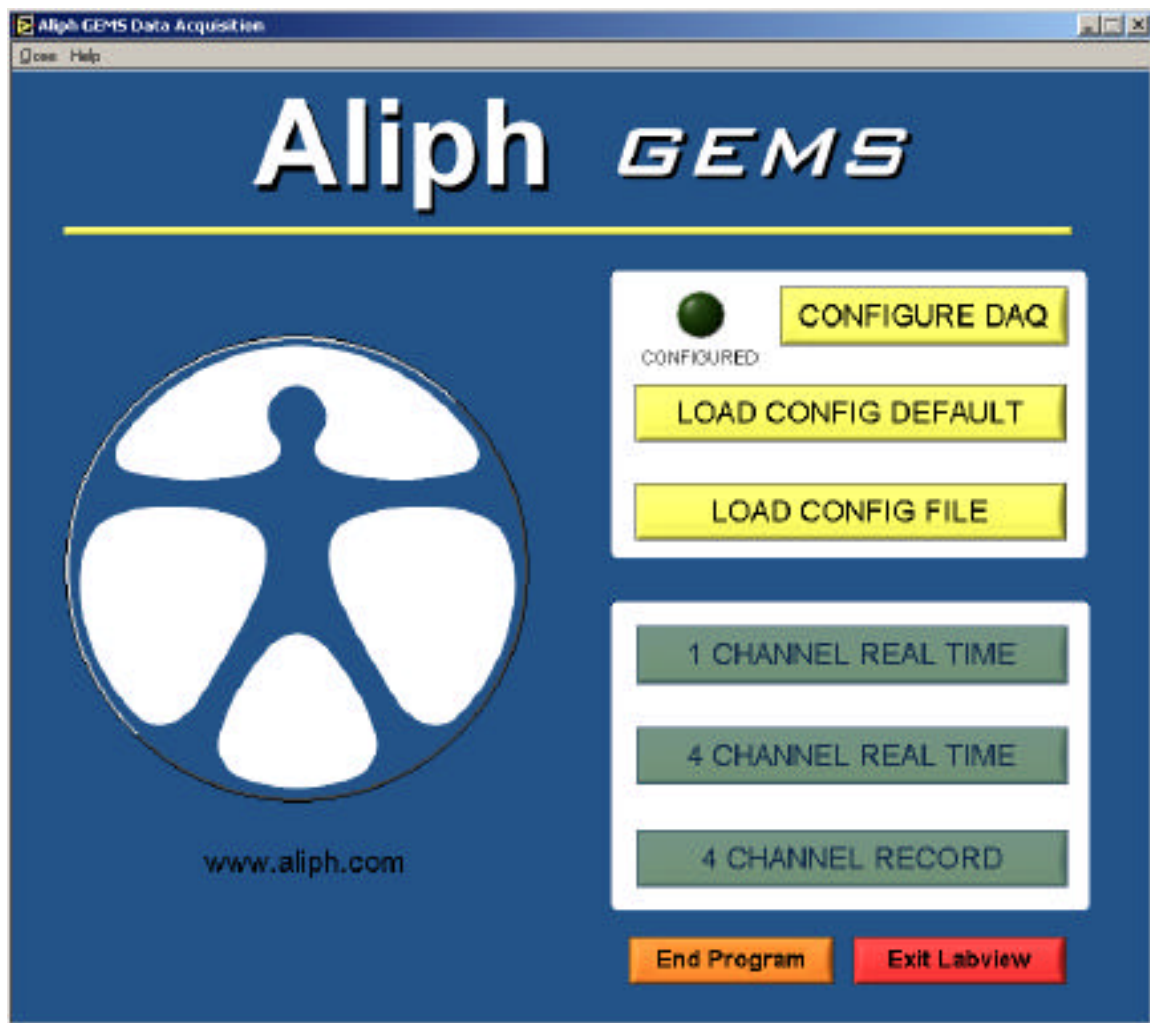 Aliph GEMS Data Acquisition
Close Help
Aliph GEMS
CONFIGURE DAQ
CONFIGURED
LOAD CONFIG DEFAULT
LOAD CONFIG FILE
1 CHANNEL REAL TIME
4 CHANNEL REAL TIME
4 CHANNEL RECORD
www.aliph.com
End Program Exit Labview